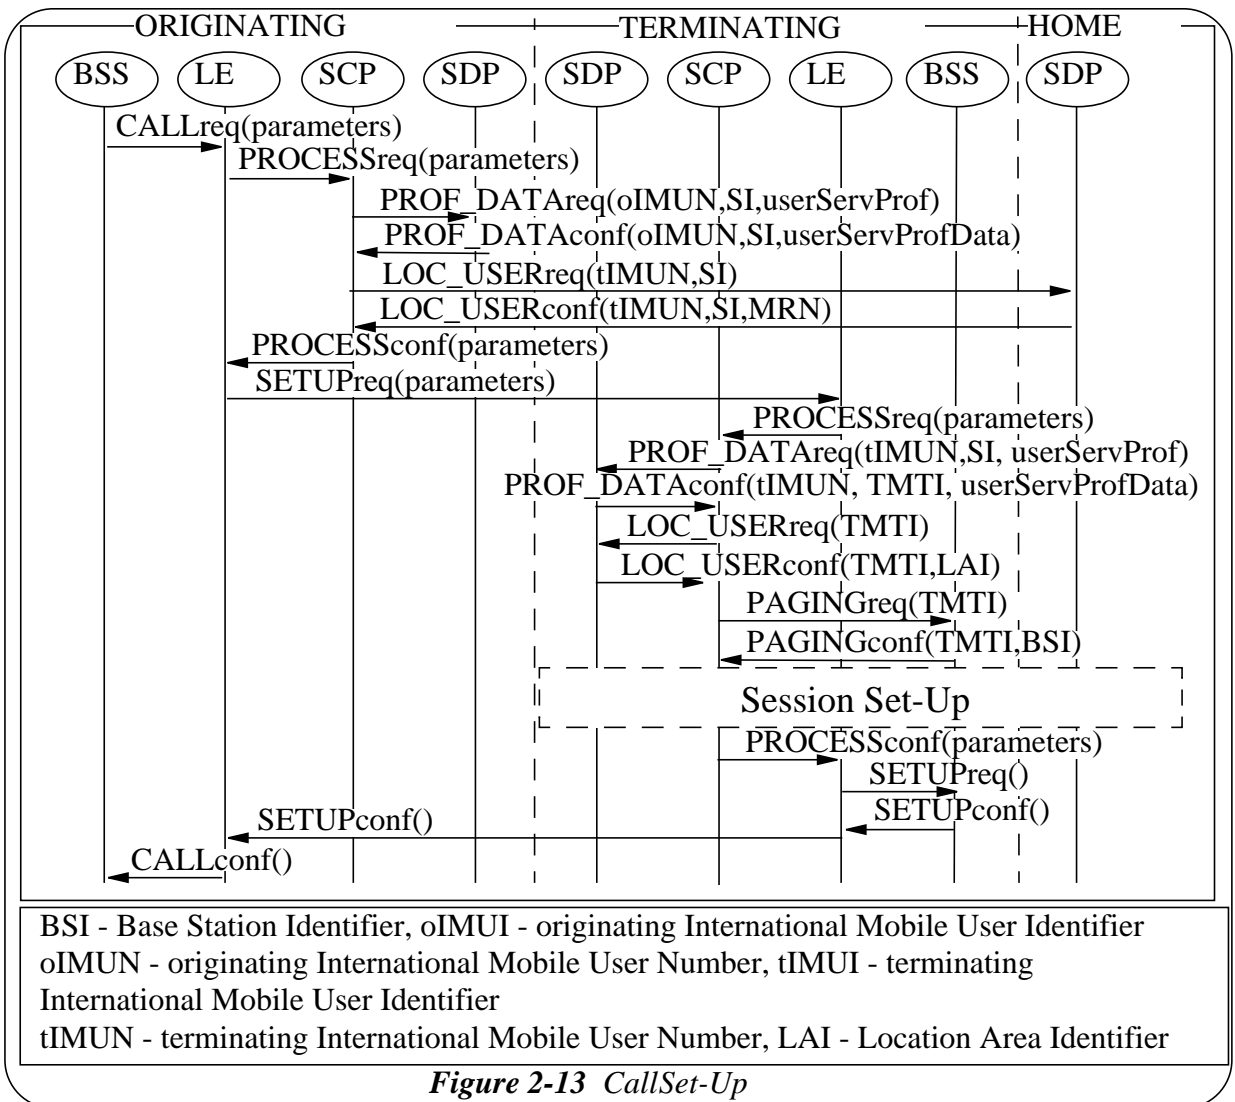 ORIGINATING TERMINATING HOME
BSS LE SCP SDP SDP SCP LE BSS SDP
CALLreq(parameters)
PROCESSreq(parameters)
PROF_DATAreq(oIMUN,SI,userServProf)
PROF_DATAconf(oIMUN,SI,userServProfData)
LOC_USERreq(tIMUN,SI)
LOC_USERconf(tIMUN,SI,MRN)
PROCESSconf(parameters)
SETUPreq(parameters)
PROCESSreq(parameters)
PROF_DATAreq(tIMUN,SI, userServProf)
PROF_DATAconf(tIMUN, TMTI, userServProfData)
LOC_USERreq(TMTI)
LOC_USERconf(TMTI,LAI)
PAGINGreq(TMTI)
PAGINGconf(TMTI,BSI)
Session Set-Up
PROCESSconf(parameters)
SETUPreq()
SETUPconf()
SETUPconf()
CALLconf()
BSI - Base Station Identifier, oIMUI - originating International Mobile User Identifier
oIMUN - originating International Mobile User Number, tIMUI - terminating
International Mobile User Identifier
tIMUN - terminating International Mobile User Number, LAI - Location Area Identifier
Figure 2-13 CallSet-Up